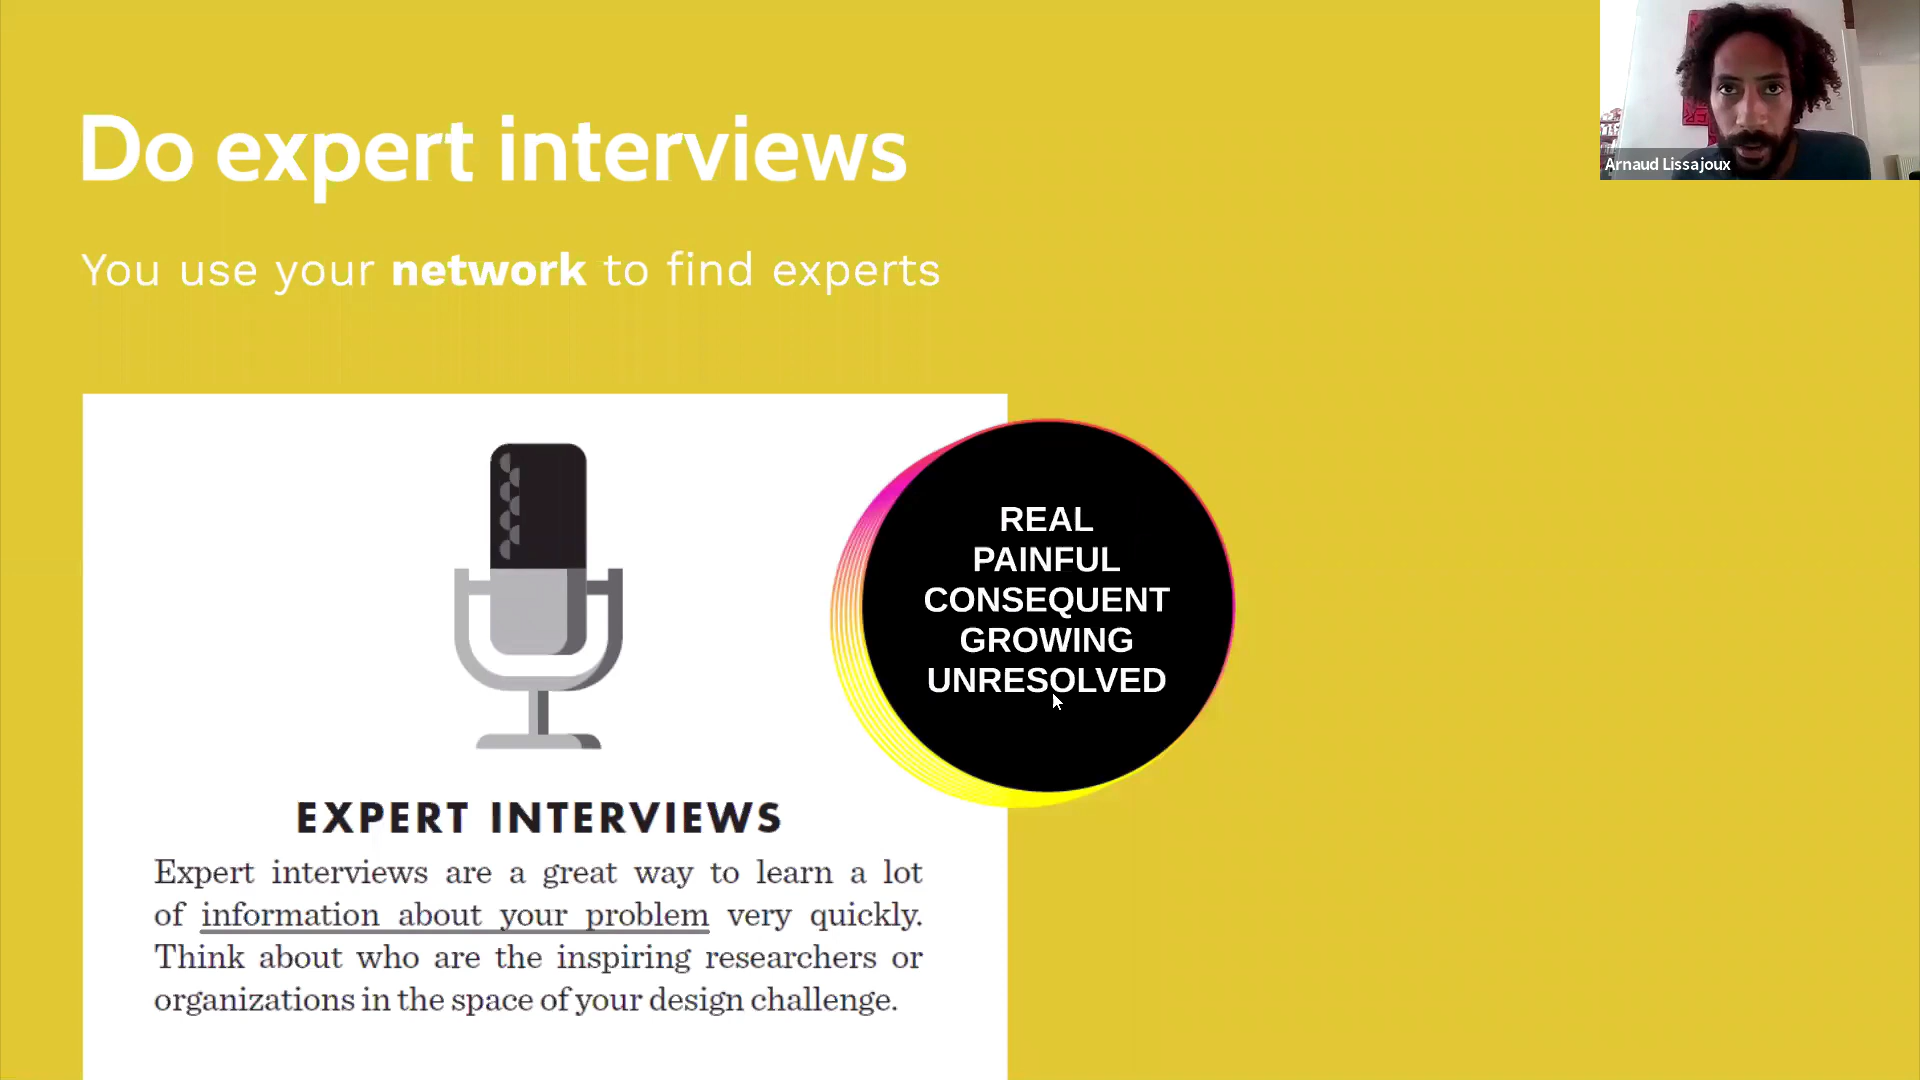 Do expert interviews
You use your network to find experts
Arnaud Lissajoux
REAL
PAINFUL
CONSEQUENT
GROWING
UNRESOLVED
EXPERT INTERVIEWS
Expert interviews are a great way to learn a lot
of information about your problem very quickly.
Think about who are the inspiring researchers or
organizations in the space of your design challenge.